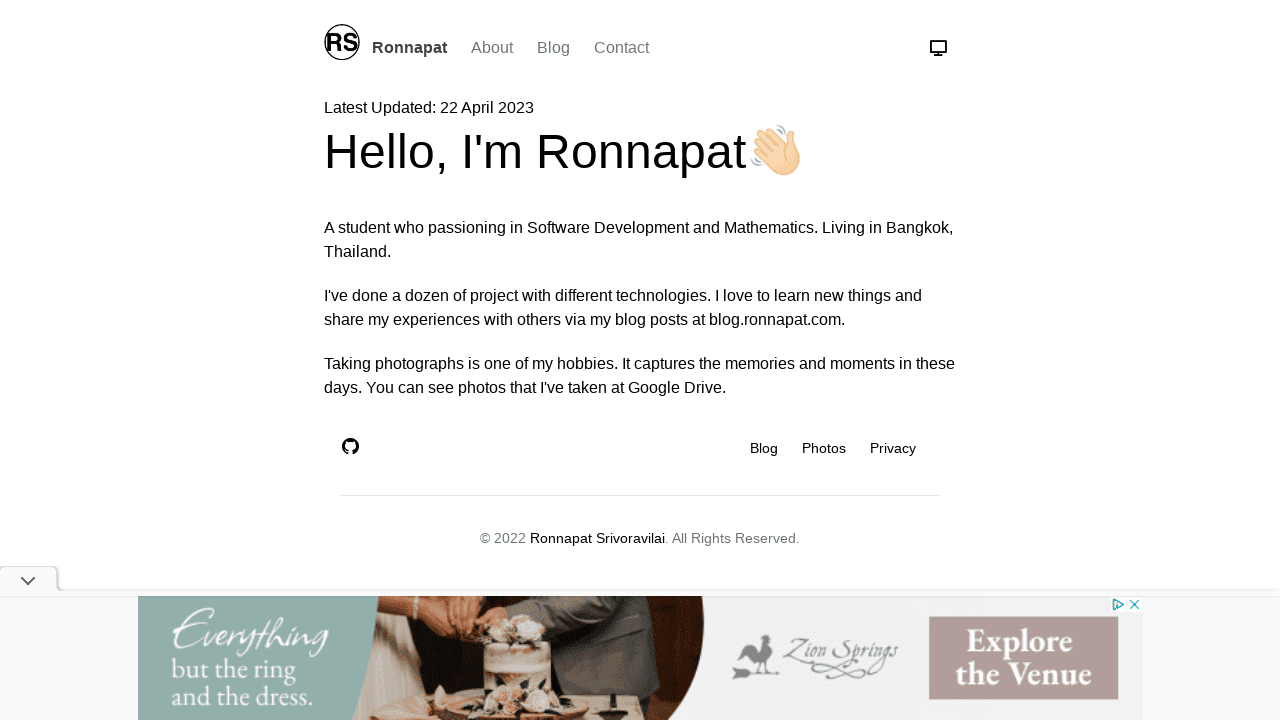 RS
Ronnapat About Blog Contact
Latest Updated: 22 April 2023
Hello, I'm Ronnapat👋🏻
A student who passioning in Software Development and Mathematics. Living in Bangkok,
Thailand.
I've done a dozen of project with different technologies. I love to learn new things and
share my experiences with others via my blog posts at blog.ronnapat.com.
Taking photographs is one of my hobbies. It captures the memories and moments in these
days. You can see photos that I've taken at Google Drive.
Blog Photos Privacy
© 2022 Ronnapat Srivoravilai. All Rights Reserved.
Everything
but the ring
and the dress.
Zion Springs
Explore
the Venue